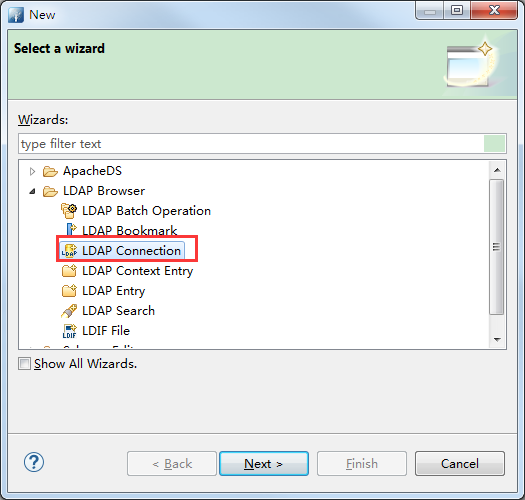 New
Select a wizard
Wizards:
type filter text
ApacheDS
LDAP Browser
LDAP Batch Operation
LDAP Bookmark
LDAP Connection
LDAP Context Entry
LDAP Entry
LDAP Search
LDIF File
Show All Wizards.
< Back
Next >
Finish
Cancel